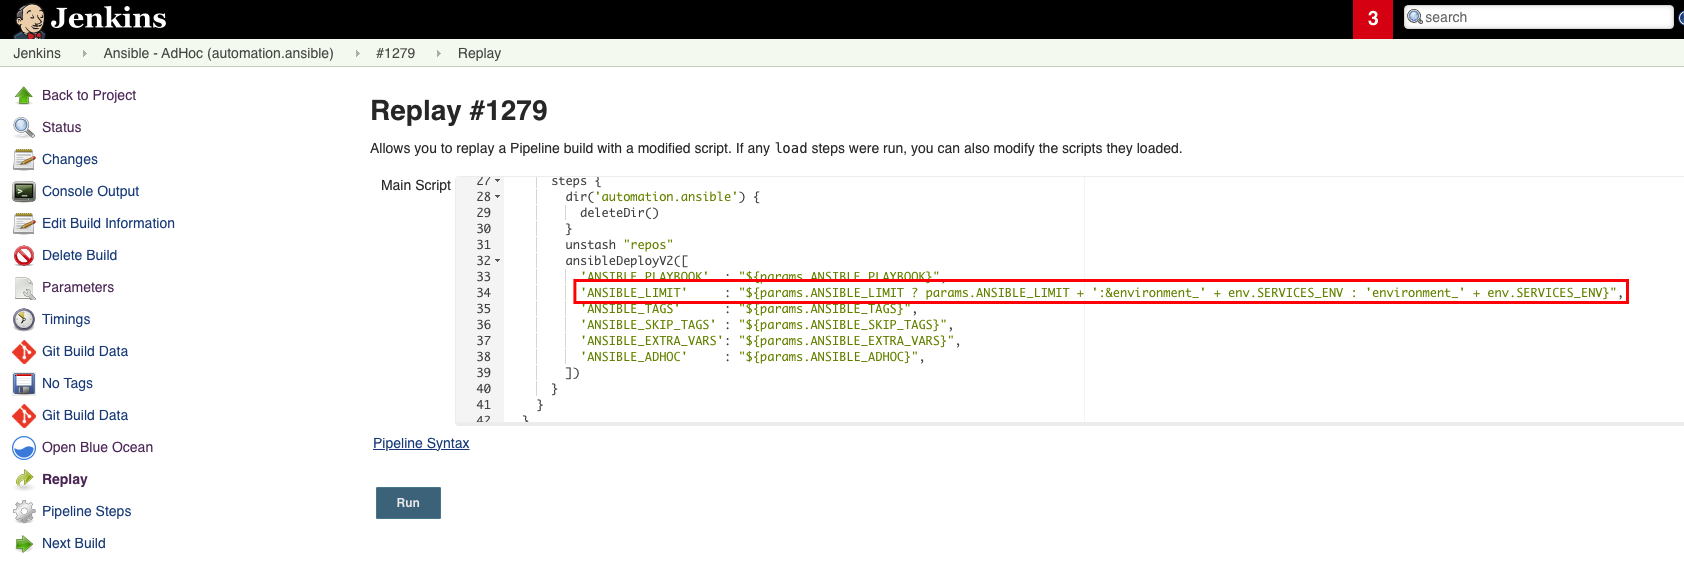 Jenkins
3
search
Jenkins Ansible - AdHoc (automation.ansible) #1279 Replay
Back to Project
Status
Changes
Console Output
Edit Build Information
Delete Build
Parameters
Timings
Git Build Data
No Tags
Git Build Data
Open Blue Ocean
Replay
Pipeline Steps
Next Build
Replay #1279
Allows you to replay a Pipeline build with a modified script. If any load steps were run, you can also modify the scripts they loaded.
Main Script
27 steps {
28 dir('automation.ansible') {
29 deleteDir()
30 }
31 unstash "repos"
32 ansibleDeployV2([
33 'ANSIBLE_PLAYBOOK' : "${params.ANSIBLE_PLAYBOOK}",
34 'ANSIBLE_LIMIT' : "${params.ANSIBLE_LIMIT ? params.ANSIBLE_LIMIT + ':&environment_' + env.SERVICES_ENV : 'environment_' + env.SERVICES_ENV}",
35 'ANSIBLE_TAGS' : "${params.ANSIBLE_TAGS}",
36 'ANSIBLE_SKIP_TAGS' : "${params.ANSIBLE_SKIP_TAGS}",
37 'ANSIBLE_EXTRA_VARS': "${params.ANSIBLE_EXTRA_VARS}",
38 'ANSIBLE_ADHOC' : "${params.ANSIBLE_ADHOC}",
39 ])
40 }
41 }
42 }
Pipeline Syntax
Run